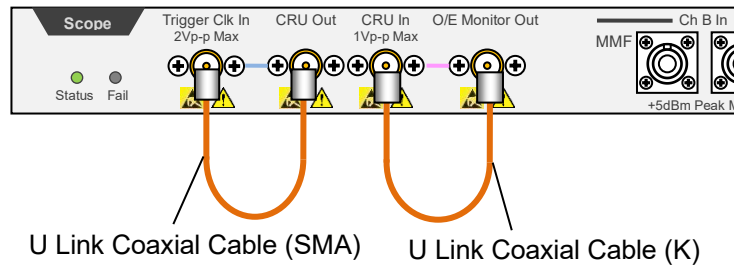 Scope
Trigger Clk In
2Vp-p Max
CRU Out
CRU In
1Vp-p Max
O/E Monitor Out
Ch B In
MMF
Status
Fail
+5dBm Peak M
U Link Coaxial Cable (SMA)
U Link Coaxial Cable (K)